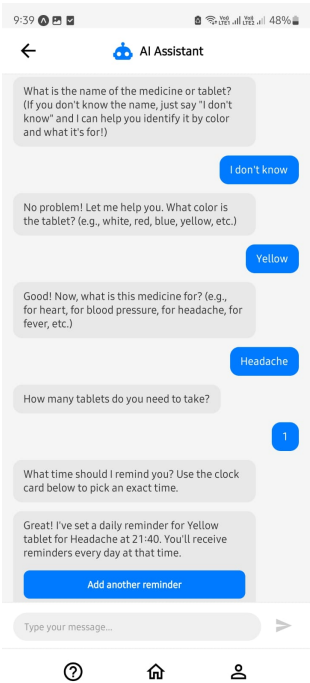 9:39
48%
AI Assistant
What is the name of the medicine or tablet?
(If you don't know the name, just say "I don't
know" and I can help you identify it by color
and what it's for!)
I don't know
No problem! Let me help you. What color is
the tablet? (e.g., white, red, blue, yellow, etc.)
Yellow
Good! Now, what is this medicine for? (e.g.,
for heart, for blood pressure, for headache, for
fever, etc.)
Headache
How many tablets do you need to take?
1
What time should I remind you? Use the clock
card below to pick an exact time.
Great! I've set a daily reminder for Yellow
tablet for Headache at 21:40. You'll receive
reminders every day at that time.
Add another reminder
Type your message...